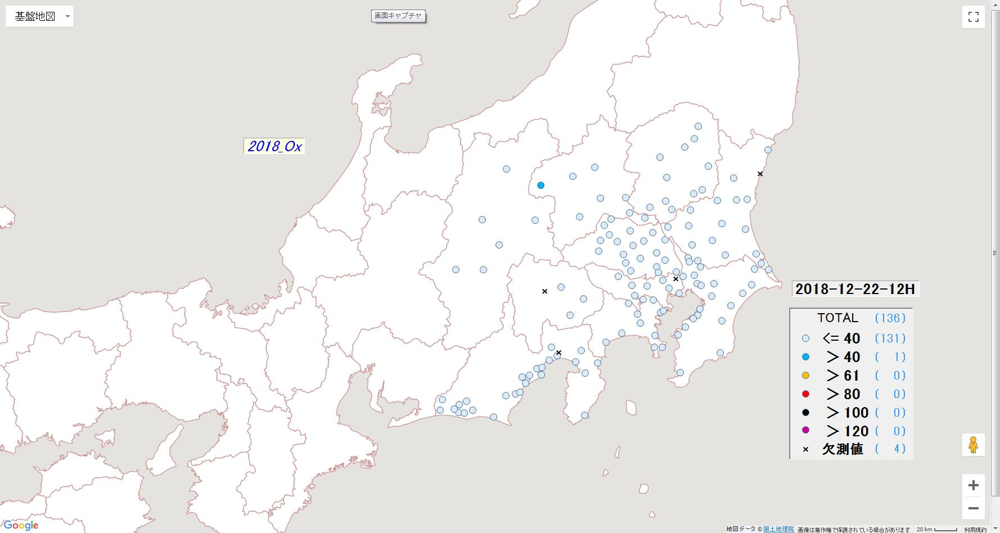 基盤地図
画面キャプチャ
2018_Ox
2018-12-22-12H
TOTAL (136)
<= 40 (131)
> 40 ( 1)
> 61 ( 0)
> 80 ( 0)
> 100 ( 0)
> 120 ( 0)
× 欠測値 ( 4)
Google
地図データ © 国土地理院 画像は著作権で保護されている場合があります 20 km 利用規約